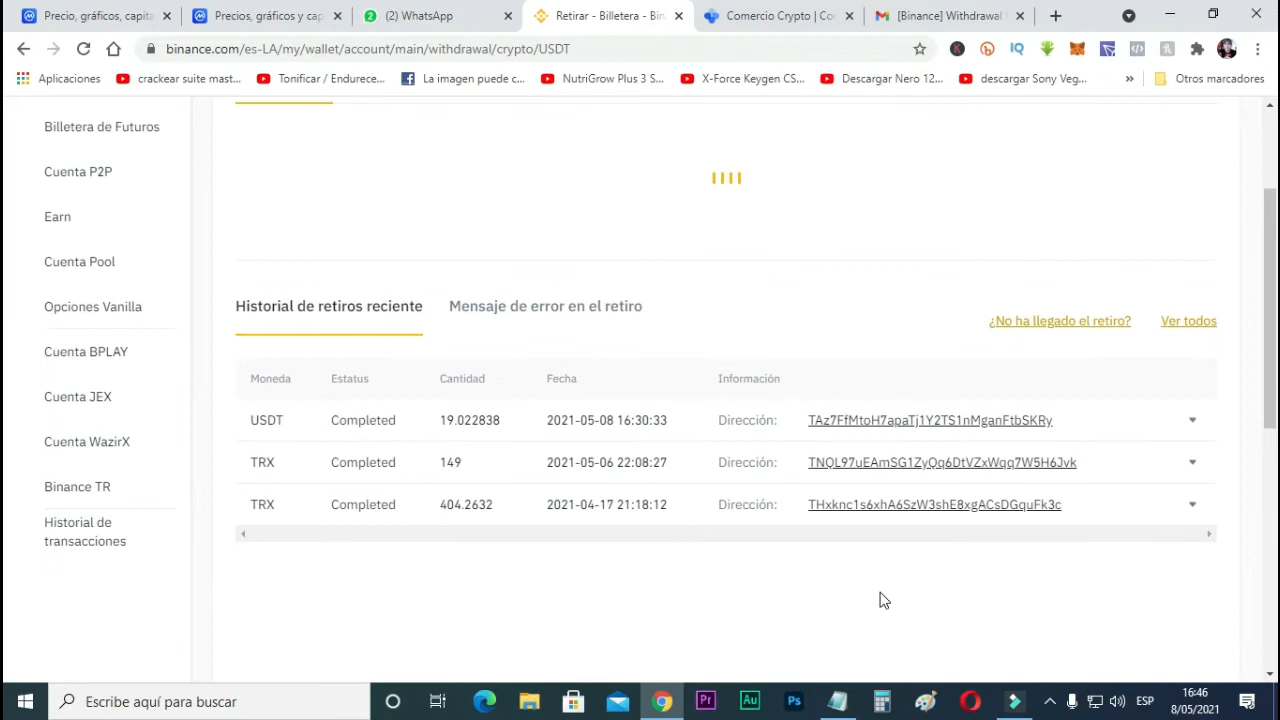 Precio, gráficos, capita
Precios, gráficos y cap
(2) WhatsApp
Retirar - Billetera - Bin
Comercio Crypto | Co
[Binance] Withdrawal
binance.com/es-LA/my/wallet/account/main/withdrawal/crypto/USDT
Aplicaciones
crackear suite mast...
Tonificar / Endurece...
La imagen puede c...
NutriGrow Plus 3 S...
X-Force Keygen CS...
Descargar Nero 12...
descargar Sony Veg...
»
Otros marcadores
Billetera de Futuros
Cuenta P2P
Earn
Cuenta Pool
Opciones Vanilla
Cuenta BPLAY
Cuenta JEX
Cuenta WazirX
Binance TR
Historial de
transacciones
Historial de retiros reciente
Mensaje de error en el retiro
¿No ha llegado el retiro?
Ver todos
Moneda Estatus Cantidad Fecha Información
USDT Completed 19.022838 2021-05-08 16:30:33 Dirección: TAz7FfMtoH7apaTj1Y2TS1nMganFtbSKRy
TRX Completed 149 2021-05-06 22:08:27 Dirección: TNQL97uEAmSG1ZyQq6DtVZxWqq7W5H6Jvk
TRX Completed 404.2632 2021-04-17 21:18:12 Dirección: THxknc1s6xhA6SzW3shE8xgACsDGquFk3c
Escribe aquí para buscar
Pr
Au
Ps
ESP
16:46
8/05/2021